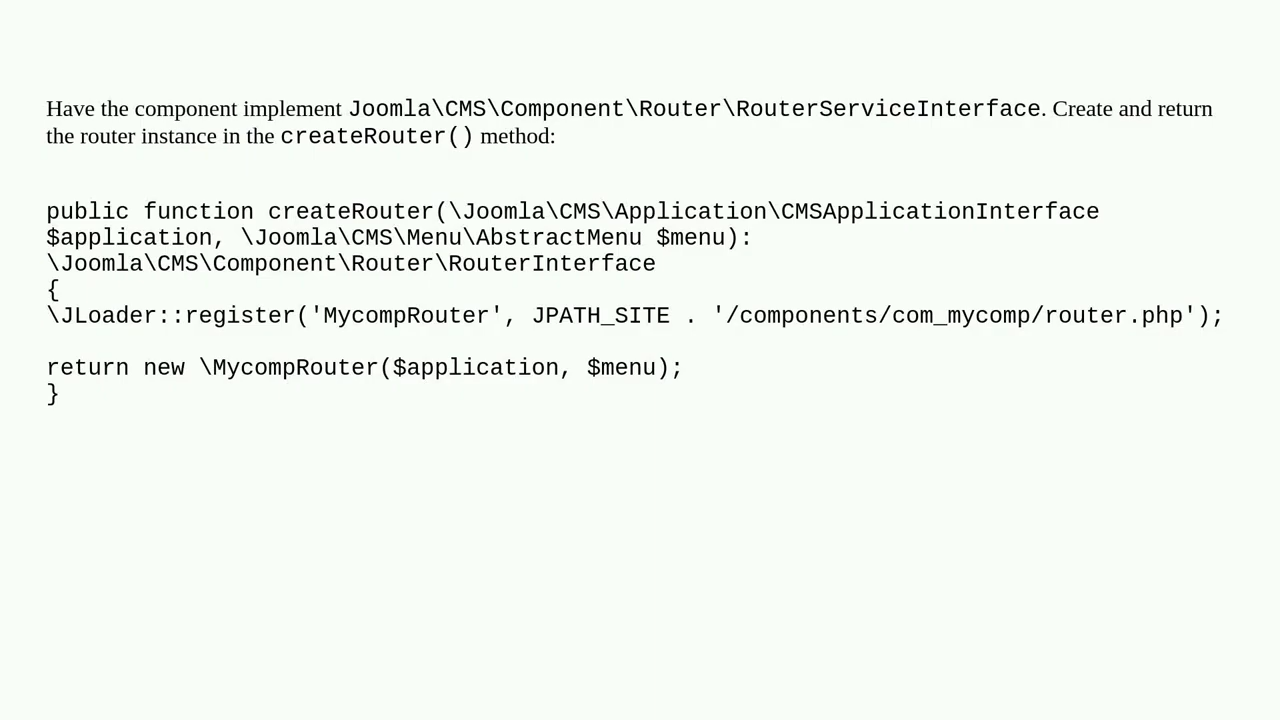 Have the component implement Joomla\CMS\Component\Router\RouterServiceInterface. Create and return
the router instance in the createRouter() method:
public function createRouter(\Joomla\CMS\Application\CMSApplicationInterface
$application, \Joomla\CMS\Menu\AbstractMenu $menu):
\Joomla\CMS\Component\Router\RouterInterface
{
\JLoader::register('MycompRouter', JPATH_SITE . '/components/com_mycomp/router.php');
return new \MycompRouter($application, $menu);
}